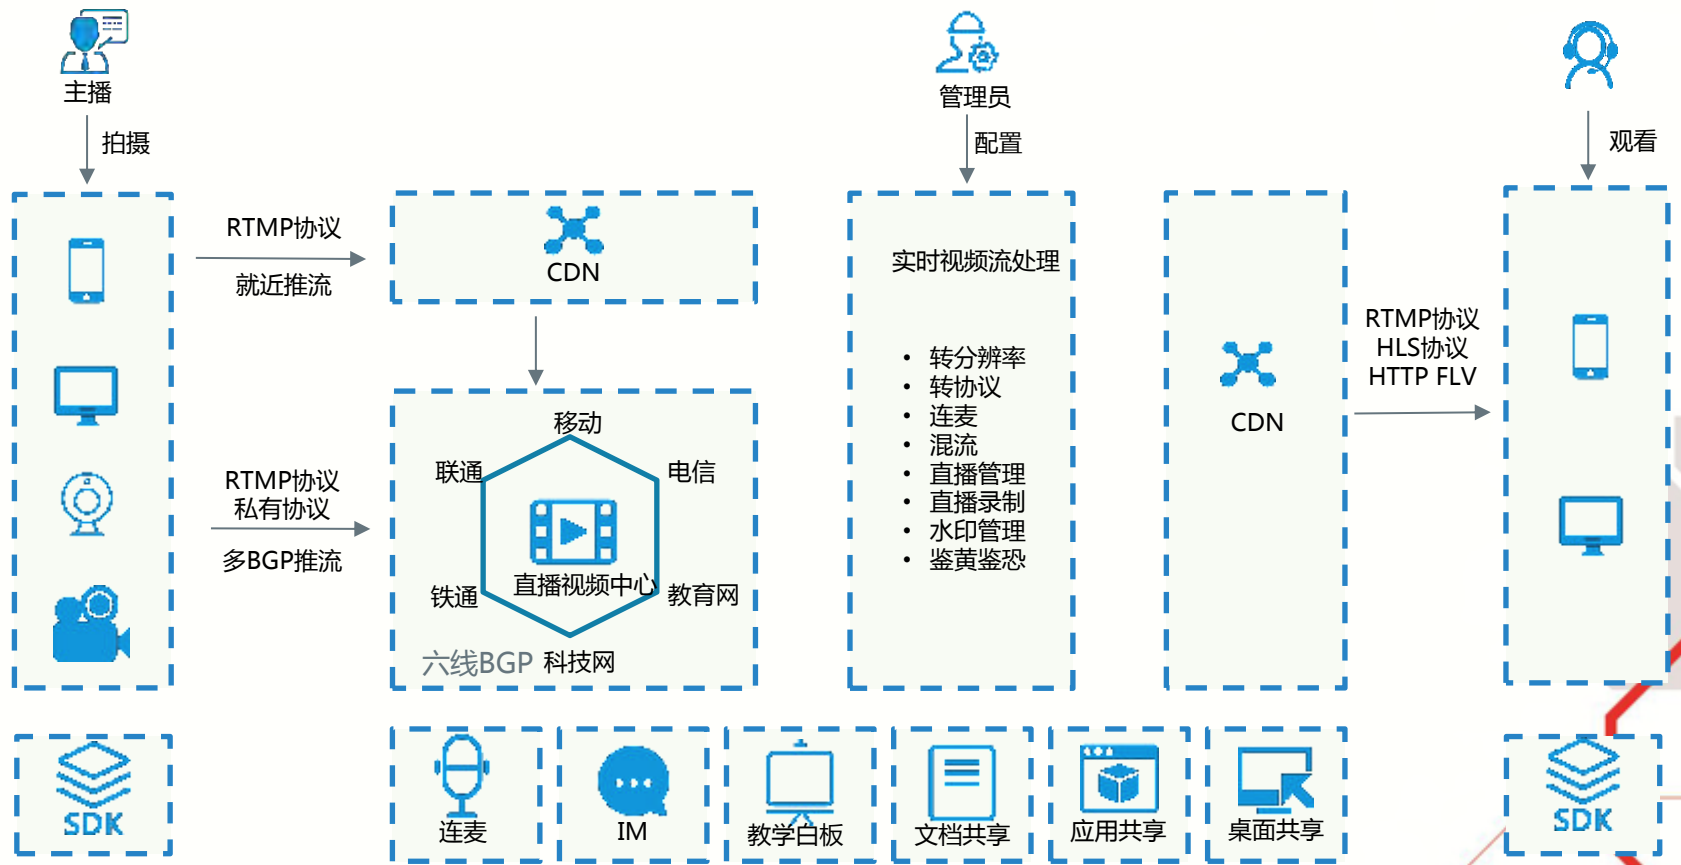 主播
拍摄
管理员
配置
观看
RTMP协议
就近推流
CDN
RTMP协议
私有协议
多BGP推流
移动
联通
电信
直播视频中心
铁通
教育网
六线BGP
科技网
实时视频流处理
• 转分辨率
• 转协议
• 连麦
• 混流
• 直播管理
• 直播录制
• 水印管理
• 鉴黄鉴恐
CDN
RTMP协议
HLS协议
HTTP FLV
SDK
连麦
IM
教学白板
文档共享
应用共享
桌面共享
SDK